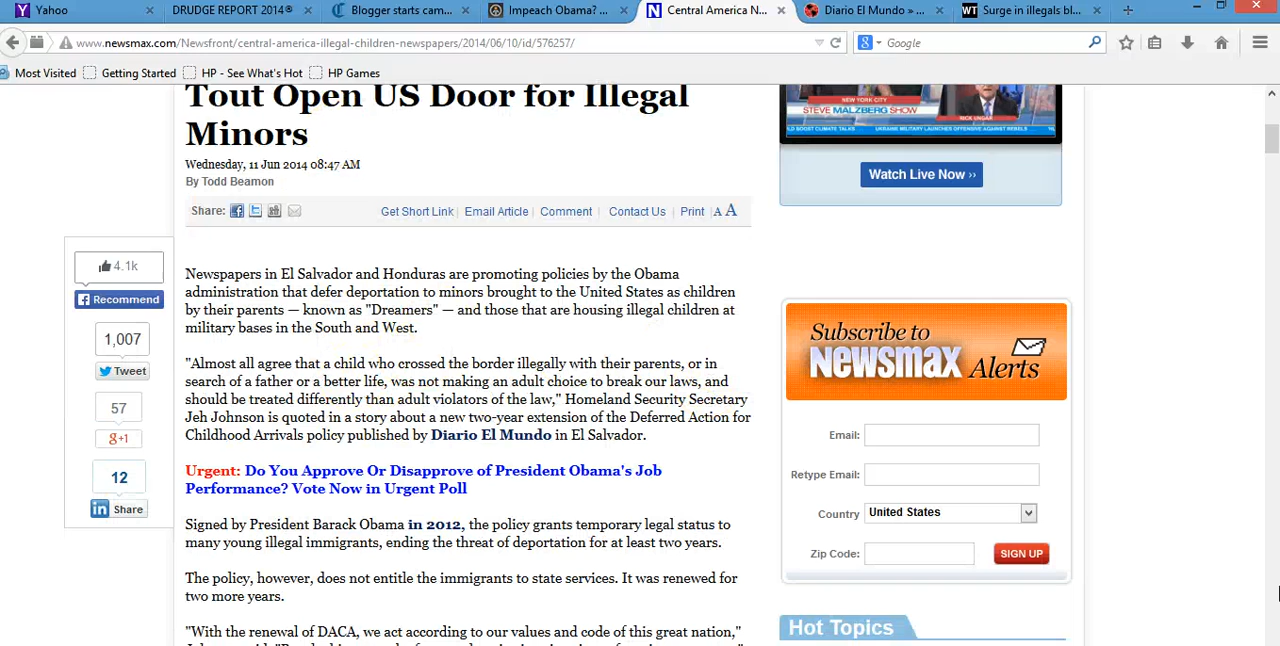 Yahoo
DRUDGE REPORT 2014®
Blogger starts cam...
Impeach Obama? ...
Central America N...
Diario El Mundo » ...
WT Surge in illegals bl...
www.newsmax.com/Newsfront/central-america-illegal-children-newspapers/2014/06/10/id/576257/
Google
Most Visited
Getting Started
HP - See What's Hot
HP Games
Tout Open US Door for Illegal
Minors
Wednesday, 11 Jun 2014 08:47 AM
By Todd Beamon
Share:
Get Short Link | Email Article | Comment | Contact Us | Print | A A
4.1k
Recommend
1,007
Tweet
57
g+1
12
in Share
Newspapers in El Salvador and Honduras are promoting policies by the Obama
administration that defer deportation to minors brought to the United States as children
by their parents — known as "Dreamers" — and those that are housing illegal children at
military bases in the South and West.
"Almost all agree that a child who crossed the border illegally with their parents, or in
search of a father or a better life, was not making an adult choice to break our laws, and
should be treated differently than adult violators of the law," Homeland Security Secretary
Jeh Johnson is quoted in a story about a new two-year extension of the Deferred Action for
Childhood Arrivals policy published by Diario El Mundo in El Salvador.
Urgent: Do You Approve Or Disapprove of President Obama's Job
Performance? Vote Now in Urgent Poll
Signed by President Barack Obama in 2012, the policy grants temporary legal status to
many young illegal immigrants, ending the threat of deportation for at least two years.
The policy, however, does not entitle the immigrants to state services. It was renewed for
two more years.
"With the renewal of DACA, we act according to our values and code of this great nation,"
NEW YORK CITY
STEVE MALZBERG SHOW
RICK UNGAR
LD BOOST CLIMATE TALKS
UKRAINE MILITARY LAUNCHES OFFENSIVE AGAINST REBELS
Watch Live Now ››
Subscribe to
Newsmax
Alerts
Email:
Retype Email:
Country United States
Zip Code:
SIGN UP
Hot Topics